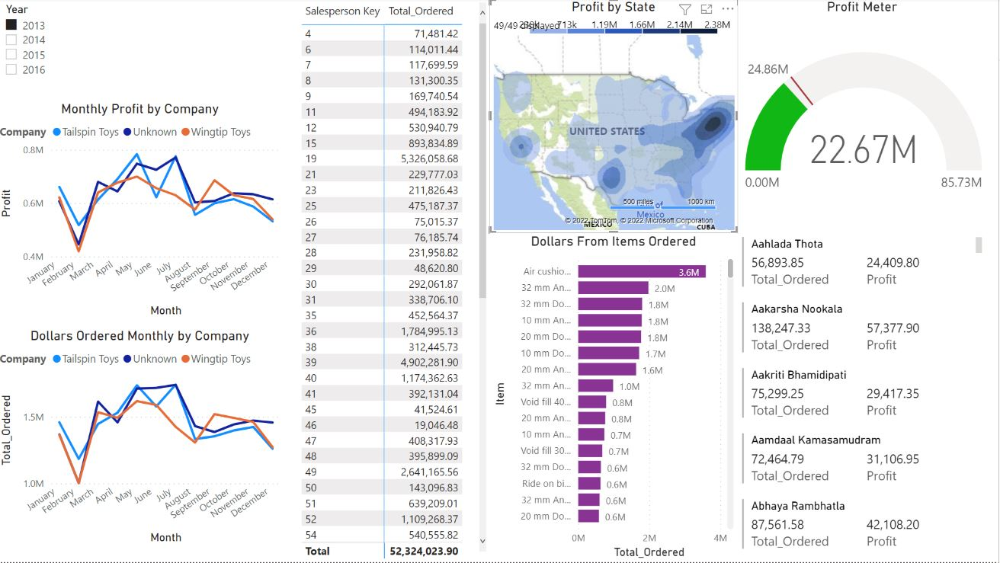 Year
2013
2014
2015
2016
Monthly Profit by Company
Company Tailspin Toys Unknown Wingtip Toys
0.8M
0.6M
0.4M
Profit
January February March April May June July August September October November December
Month
Dollars Ordered Monthly by Company
Company Tailspin Toys Unknown Wingtip Toys
1.5M
1.0M
Total_Ordered
January February March April May June July August September October November December
Month
Salesperson Key Total_Ordered
4 71,481.42
6 114,011.44
7 117,699.59
8 131,300.35
9 169,740.54
11 494,183.92
12 530,940.79
15 893,834.89
19 5,326,058.68
21 229,777.03
23 211,826.43
25 475,187.37
26 75,015.37
27 76,185.74
28 231,958.82
29 48,620.80
30 292,061.87
31 338,706.10
35 452,564.37
36 1,784,995.13
38 312,445.73
39 4,902,281.90
40 1,174,362.63
41 392,131.04
45 41,524.61
46 19,046.48
47 408,317.93
48 395,899.09
49 2,641,165.56
50 143,096.83
51 639,209.01
52 1,109,268.37
54 540,555.82
Total 52,324,023.90
Profit by State
49/49 displayed 713k 1.19M 1.66M 2.14M 2.38M
UNITED STATES
500 miles 1000 km
of
Mexico
© 2022 TomTom, © 2022 Microsoft Corporation
MEXICO
CUBA
Dollars From Items Ordered
Air cushio... 3.6M
32 mm An... 2.0M
32 mm Do... 1.8M
10 mm An... 1.8M
20 mm Do... 1.8M
10 mm Do... 1.7M
20 mm An... 1.6M
32 mm An... 1.0M
Void fill 40... 0.8M
20 mm An... 0.8M
10 mm An... 0.7M
Void fill 30... 0.7M
32 mm Do... 0.6M
Ride on bi... 0.6M
32 mm An... 0.6M
20 mm Do... 0.6M
Item
0M 2M 4M
Total_Ordered
Profit Meter
24.86M
22.67M
0.00M 85.73M
Aahlada Thota
56,893.85 24,409.80
Total_Ordered Profit
Aakarsha Nookala
138,247.33 57,377.90
Total_Ordered Profit
Aakriti Bhamidipati
75,299.25 29,417.35
Total_Ordered Profit
Aamdaal Kamasamudram
72,464.79 31,106.95
Total_Ordered Profit
Abhaya Rambhatla
87,561.58 42,108.20
Total_Ordered Profit